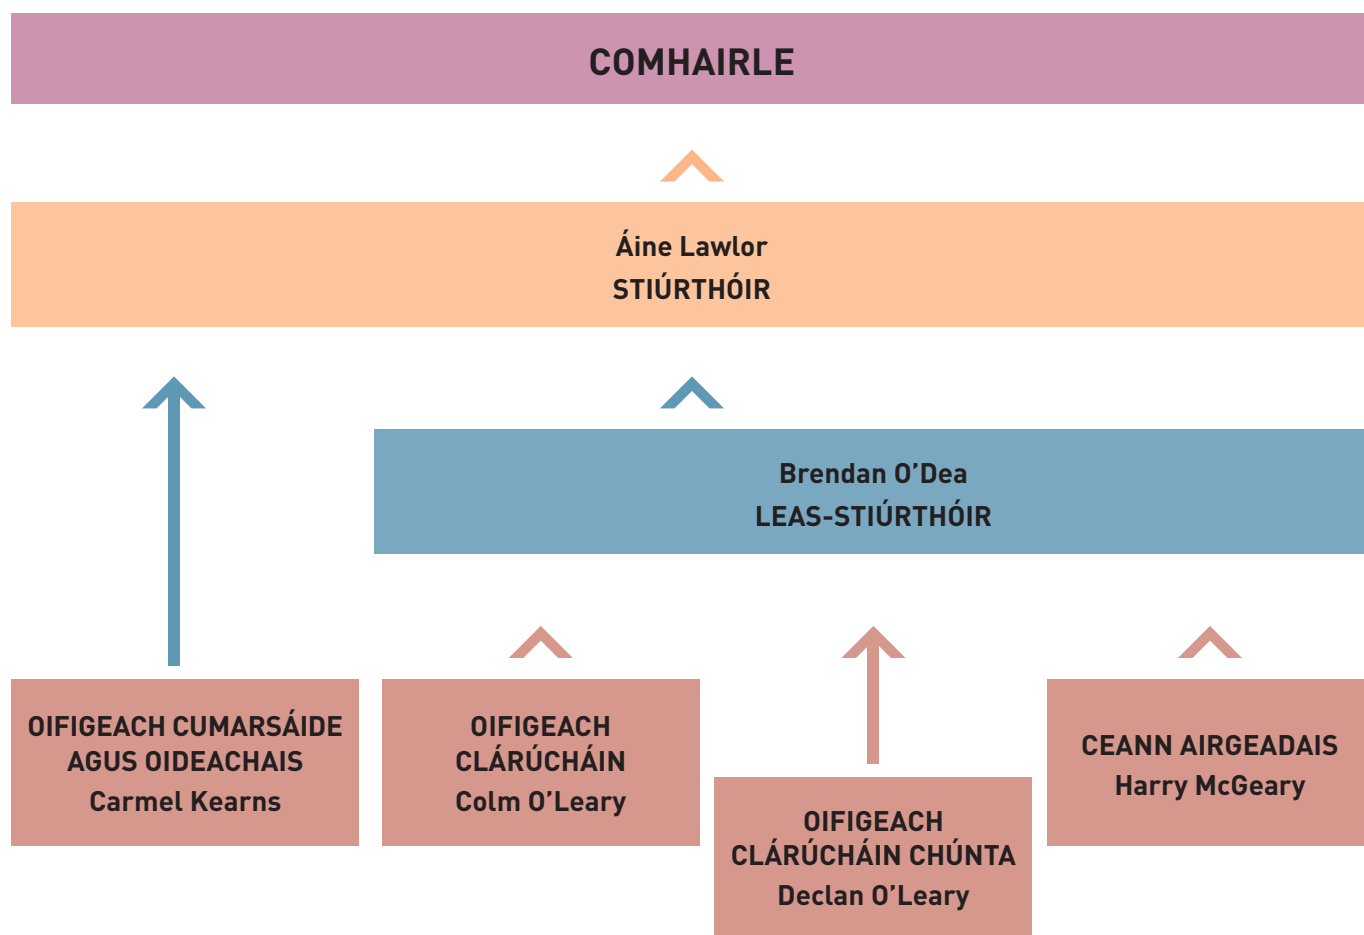 COMHAIRLE
Áine Lawlor
STIÚRTHÓIR
Brendan O’Dea
LEAS-STIÚRTHÓIR
OIFIGEACH CUMARSÁIDE
AGUS OIDEACHAIS
Carmel Kearns
OIFIGEACH
CLÁRÚCHÁIN
Colm O’Leary
OIFIGEACH
CLÁRÚCHÁIN CHÚNTA
Declan O’Leary
CEANN AIRGEADAIS
Harry McGeary